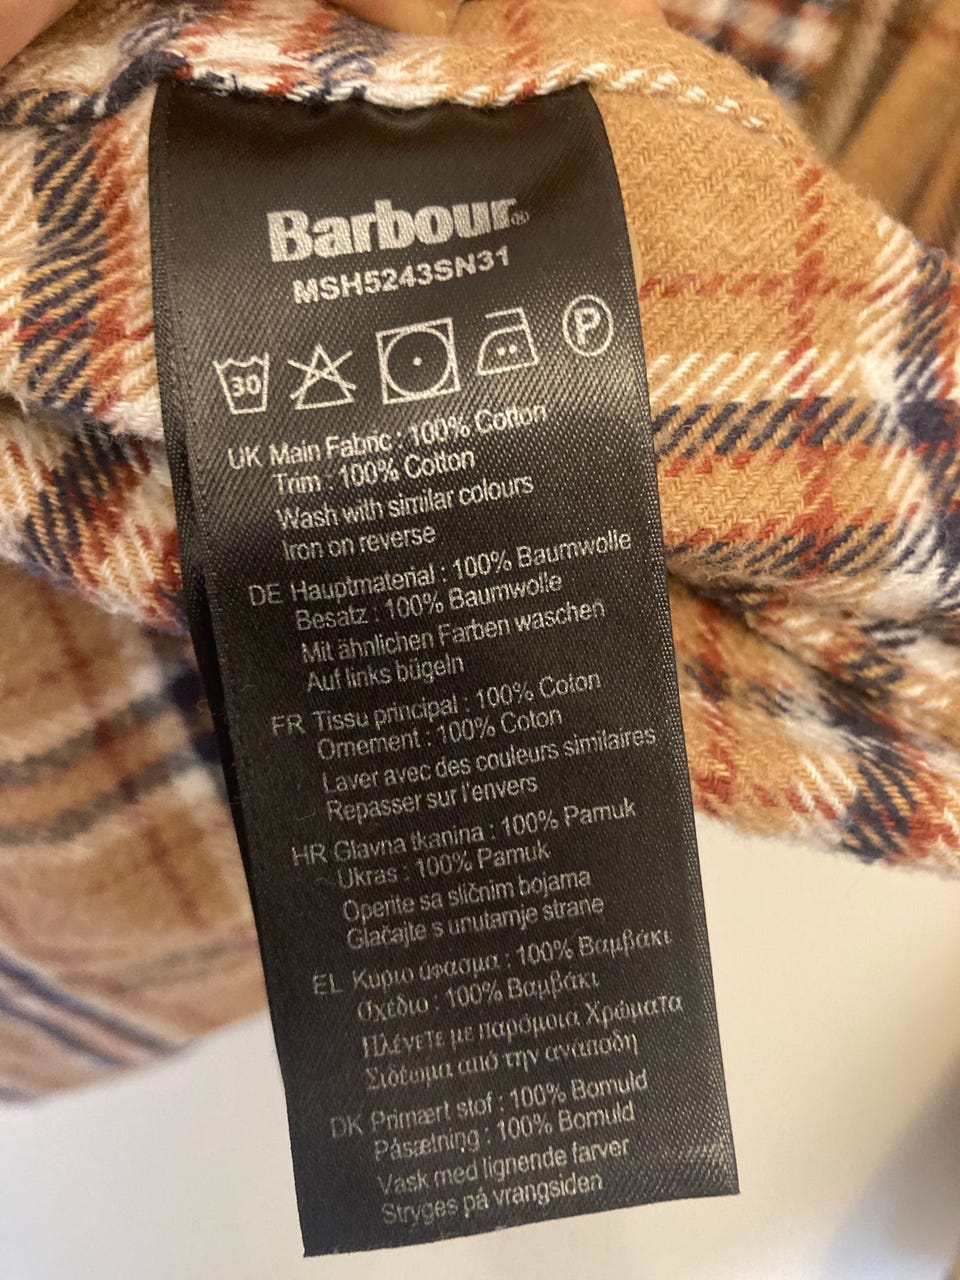 Barbour®
MSH5243SN31
30 P
UK Main Fabric : 100% Cotton
Trim : 100% Cotton
Wash with similar colours
Iron on reverse
DE Hauptmaterial : 100% Baumwolle
Besatz : 100% Baumwolle
Mit ähnlichen Farben waschen
Auf links bügeln
FR Tissu principal : 100% Coton
Ornement : 100% Coton
Laver avec des couleurs similaires
Repasser sur l'envers
HR Glavna tkanina : 100% Pamuk
Ukras : 100% Pamuk
Operite sa sličnim bojama
Glačajte s unutarnje strane
EL Κυριο ύφασμα : 100% Βαμβάκι
σχέδιο : 100% Βαμβάκι
Πλένετε με παρόμοια Χρώματα
Σιδέωμα από την ανάποδη
DK Primært stof : 100% Bomuld
Påsætning : 100% Bomuld
Vask med lignende farver
Stryges på vrangsiden